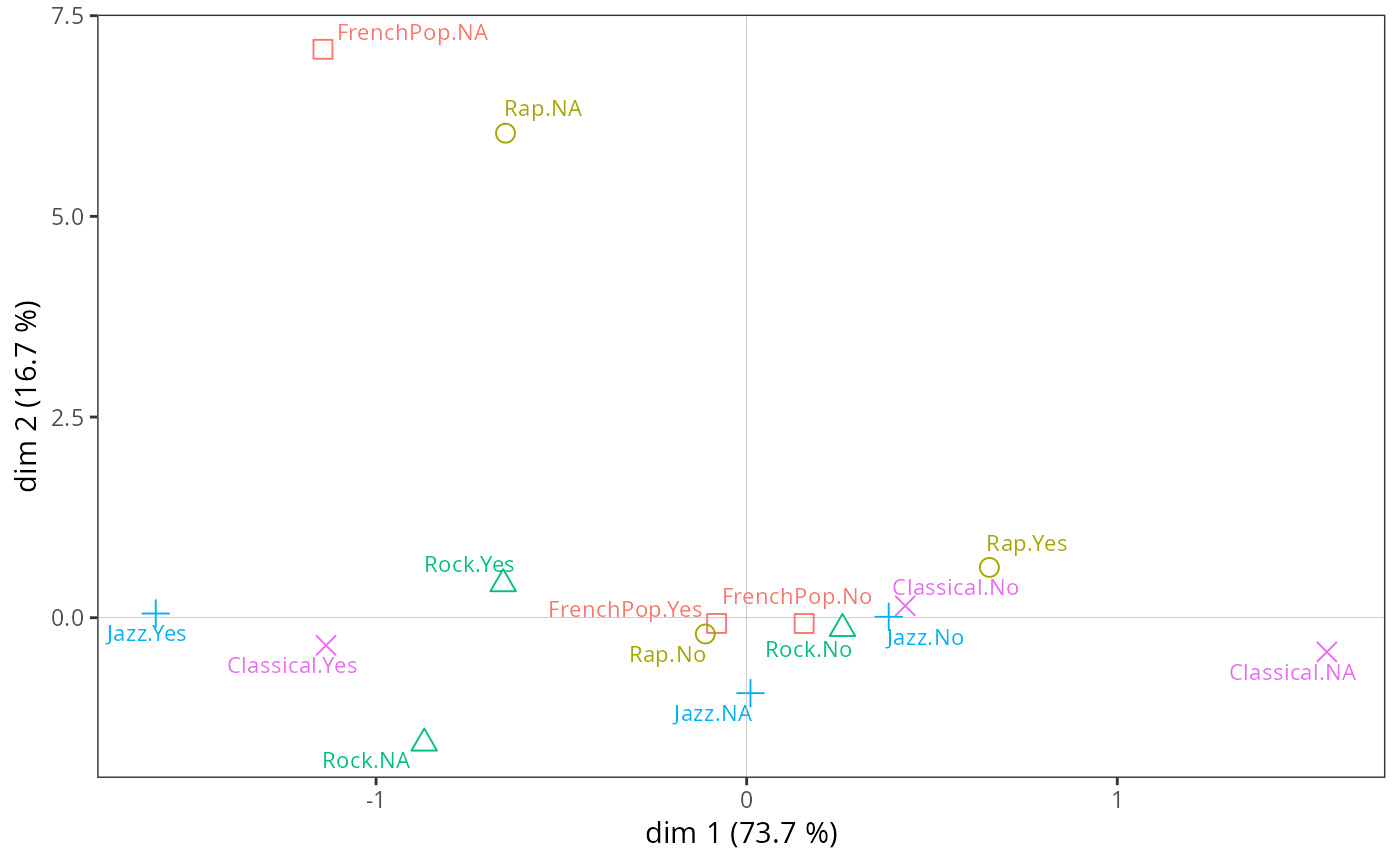 7.5
FrenchPop.NA
Rap.NA
5.0
dim 2 (16.7 %)
2.5
Rap.Yes
Rock.Yes
Classical.No
FrenchPop.No
FrenchPop.Yes
0.0
Jazz.Yes
Jazz.No
Rock.No
Rap.No
Classical.Yes
Classical.NA
Jazz.NA
Rock.NA
-1
0
1
dim 1 (73.7 %)